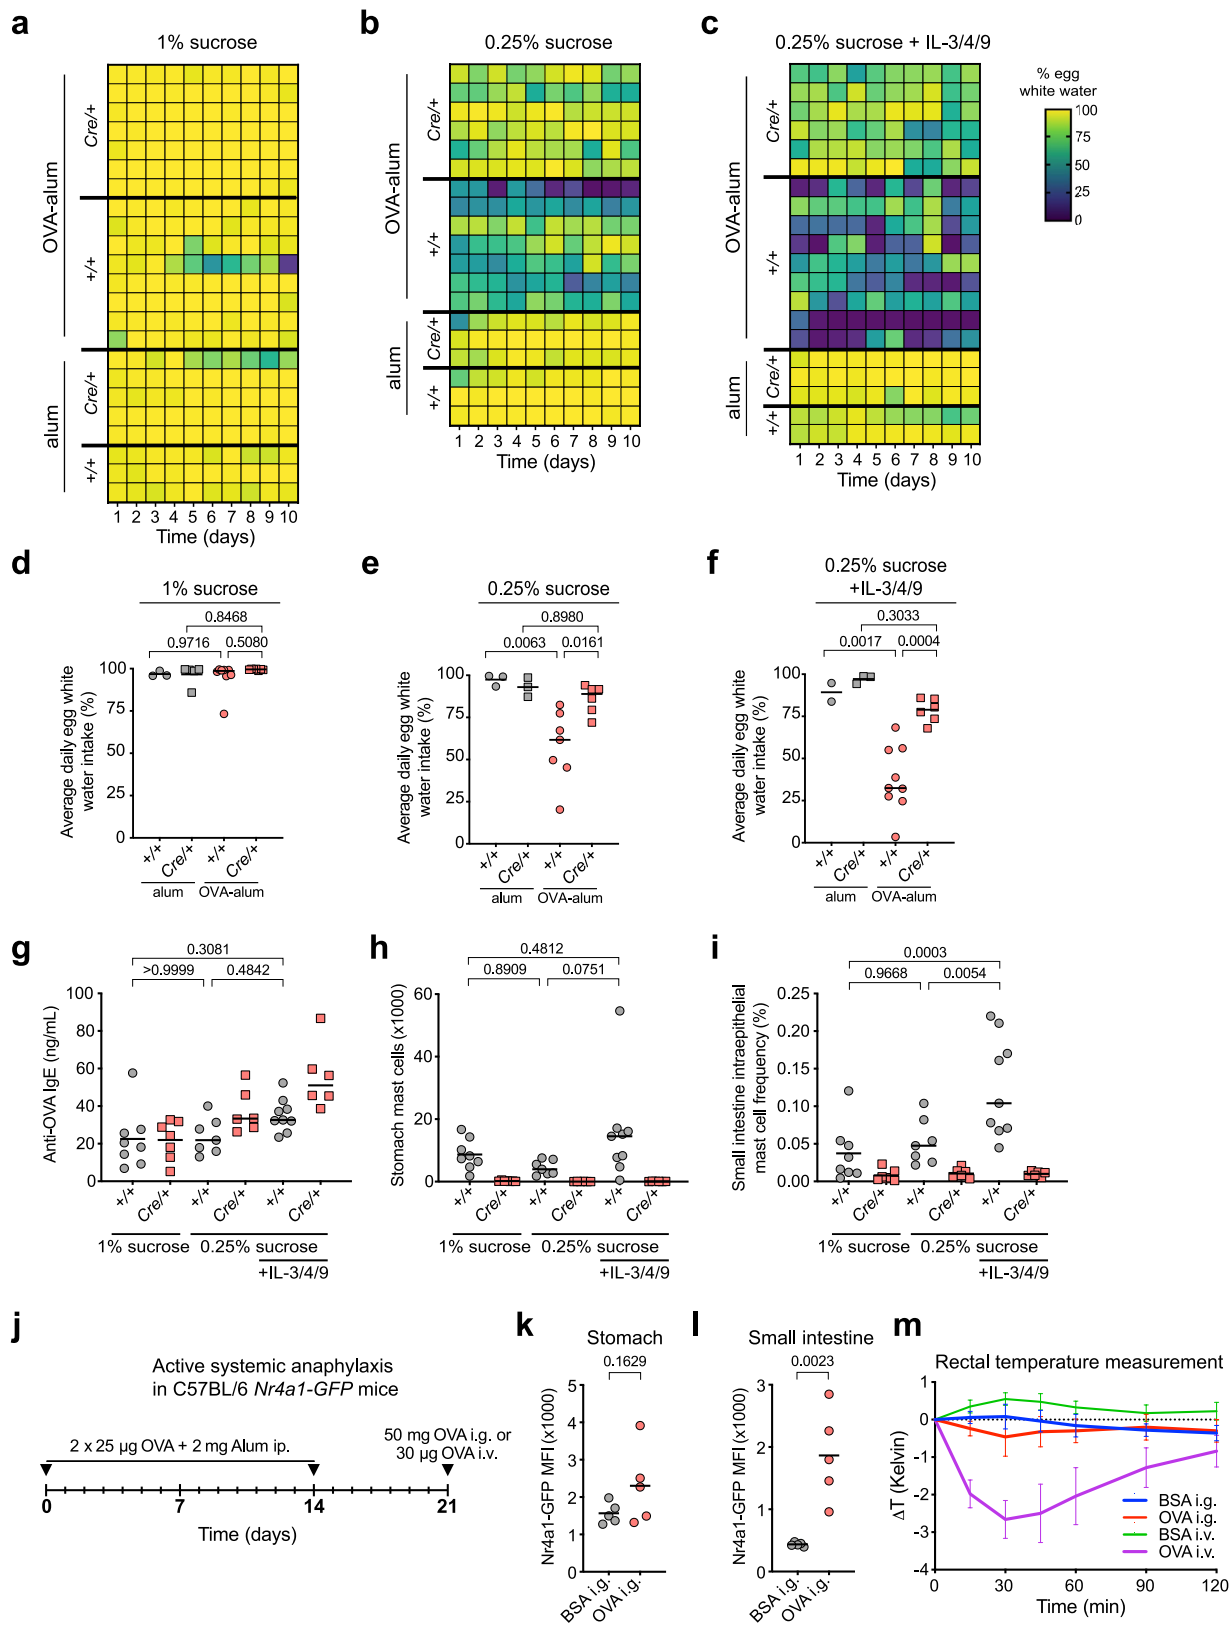 a
1% sucrose
OVA-alum
Cre/+
+/+
alum
Cre/+
+/+
1 2 3 4 5 6 7 8 9 10
Time (days)
b
0.25% sucrose
OVA-alum
Cre/+
+/+
alum
Cre/+
+/+
1 2 3 4 5 6 7 8 9 10
Time (days)
c
0.25% sucrose + IL-3/4/9
OVA-alum
Cre/+
+/+
alum
Cre/+
+/+
1 2 3 4 5 6 7 8 9 10
Time (days)
% egg
white water
100
75
50
25
0
d
1% sucrose
0.8468
0.9716 0.5080
Average daily egg white
water intake (%)
100
75
50
25
0
+/+ Cre/+ +/+ Cre/+
alum OVA-alum
e
0.25% sucrose
0.8980
0.0063 0.0161
Average daily egg white
water intake (%)
100
75
50
25
0
+/+ Cre/+ +/+ Cre/+
alum OVA-alum
f
0.25% sucrose
+IL-3/4/9
0.3033
0.0017 0.0004
Average daily egg white
water intake (%)
100
75
50
25
0
+/+ Cre/+ +/+ Cre/+
alum OVA-alum
g
0.3081
>0.9999 0.4842
Anti-OVA IgE (ng/mL)
100
80
60
40
20
0
+/+ Cre/+ +/+ Cre/+ +/+ Cre/+
1% sucrose 0.25% sucrose
+IL-3/4/9
h
0.4812
0.8909 0.0751
Stomach mast cells (x1000)
60
40
20
0
+/+ Cre/+ +/+ Cre/+ +/+ Cre/+
1% sucrose 0.25% sucrose
+IL-3/4/9
i
0.0003
0.9668 0.0054
Small intestine intraepithelial
mast cell frequency (%)
0.25
0.20
0.15
0.10
0.05
0.00
+/+ Cre/+ +/+ Cre/+ +/+ Cre/+
1% sucrose 0.25% sucrose
+IL-3/4/9
j
Active systemic anaphylaxis
in C57BL/6 Nr4a1-GFP mice
2 x 25 µg OVA + 2 mg Alum ip.
50 mg OVA i.g. or
30 µg OVA i.v.
0 7 14 21
Time (days)
k
Stomach
0.1629
Nr4a1-GFP MFI (x1000)
5
4
3
2
1
0
BSA i.g. OVA i.g.
l
Small intestine
0.0023
Nr4a1-GFP MFI (x1000)
3
2
1
0
BSA i.g. OVA i.g.
m
Rectal temperature measurement
ΔT (Kelvin)
1
0
-1
-2
-3
-4
BSA i.g.
OVA i.g.
BSA i.v.
OVA i.v.
0 30 60 90 120
Time (min)